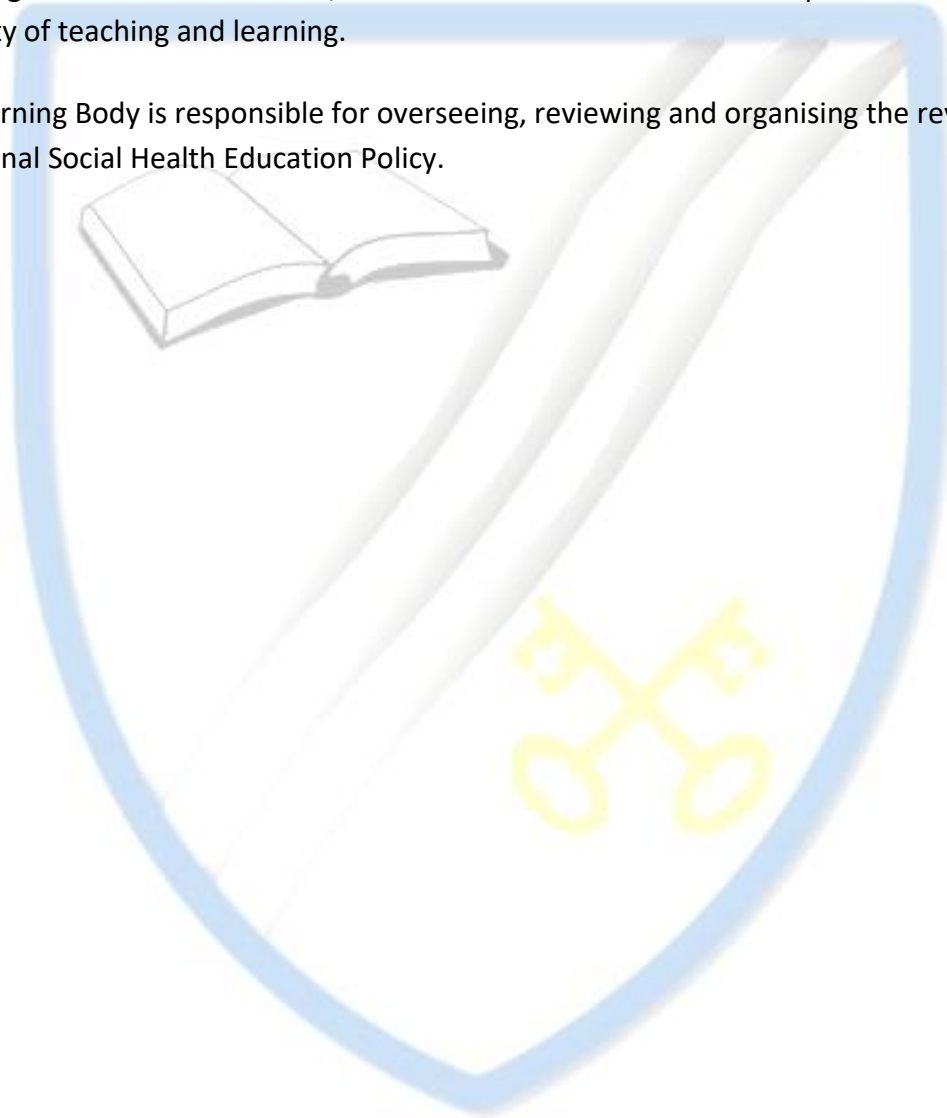 ty of teaching and learning.
rning Body is responsible for overseeing, reviewing and organising the rev
nal Social Health Education Policy.